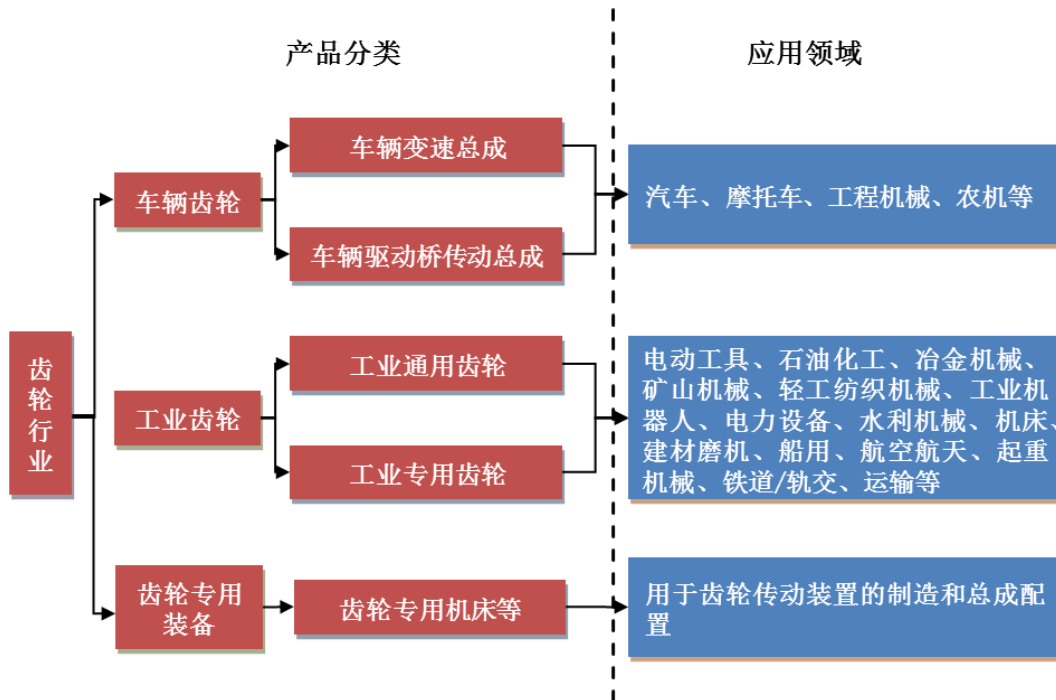 产品分类
应用领域
车辆变速总成
车辆齿轮
汽车、摩托车、工程机械、农机等
车辆驱动桥传动总成
齿
轮
行
业
工业通用齿轮
工业齿轮
工业专用齿轮
电动工具、石油化工、冶金机械、
矿山机械、轻工纺织机械、工业机
器人、电力设备、水利机械、机床、
建材磨机、船用、航空航天、起重
机械、铁道/轨交、运输等
齿轮专用
装备
齿轮专用机床等
用于齿轮传动装置的制造和总成配
置